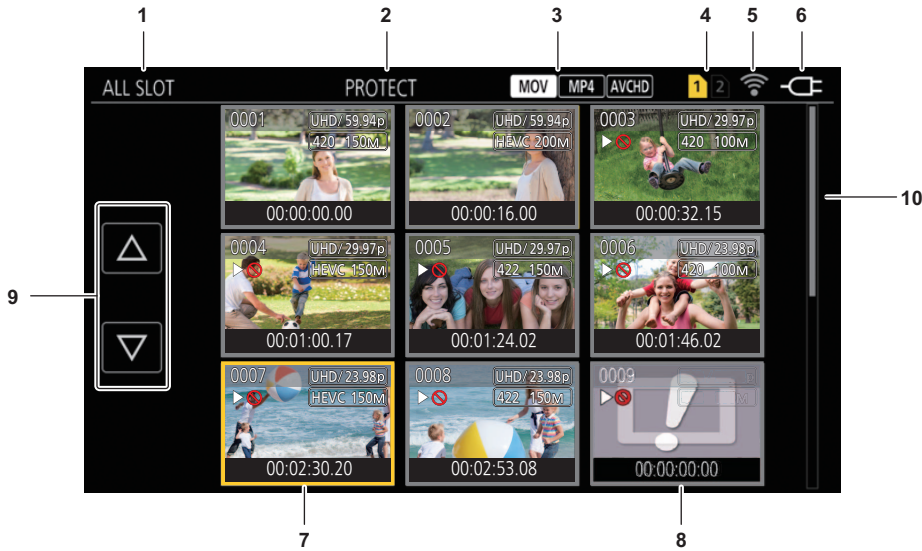 1 2 3 4 5 6
ALL SLOT PROTECT MOV MP4 AVCHD 1 2
0001 UHD/59.94p 0002 UHD/59.94p 0003 UHD/29.97p
420 150M HEVC 200M 420 100M
00:00:00.00 00:00:16.00 00:00:32.15
10
0004 UHD/29.97p 0005 UHD/29.97p 0006 UHD/23.98p
HEVC 150M 422 150M 420 100M
9
00:01:00.17 00:01:24.02 00:01:46.02
0007 UHD/23.98p 0008 UHD/23.98p 0009
HEVC 150M 422 150M M
00:02:30.20 00:02:53.08 00:00:00:00
7 8